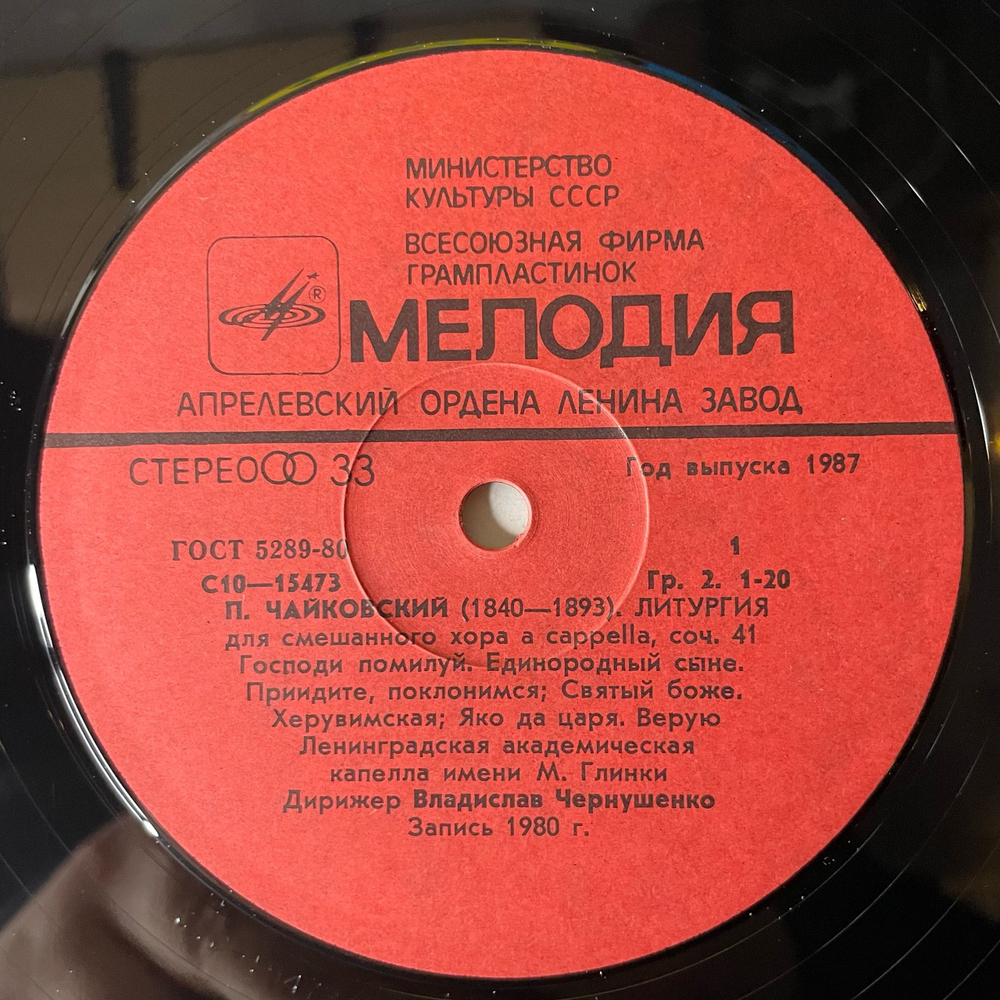 МИНИСТЕРСТВО
КУЛЬТУРЫ СССР
ВСЕСОЮЗНАЯ ФИРМА
ГРАМПЛАСТИНОК
®
МЕЛОДИЯ
АПРЕЛЕВСКИЙ ОРДЕНА ЛЕНИНА ЗАВОД
СТЕРЕО 33 Год выпуска 1987
ГОСТ 5289-80 1
С10—15473 Гр. 2. 1-20
П. ЧАЙКОВСКИЙ (1840—1893). ЛИТУРГИЯ
для смешанного хора a cappella, соч. 41
Господи помилуй. Единородный сыне.
Приидите, поклонимся; Святый боже.
Херувимская; Яко да царя. Верую
Ленинградская академическая
капелла имени М. Глинки
Дирижер Владислав Чернушенко
Запись 1980 г.